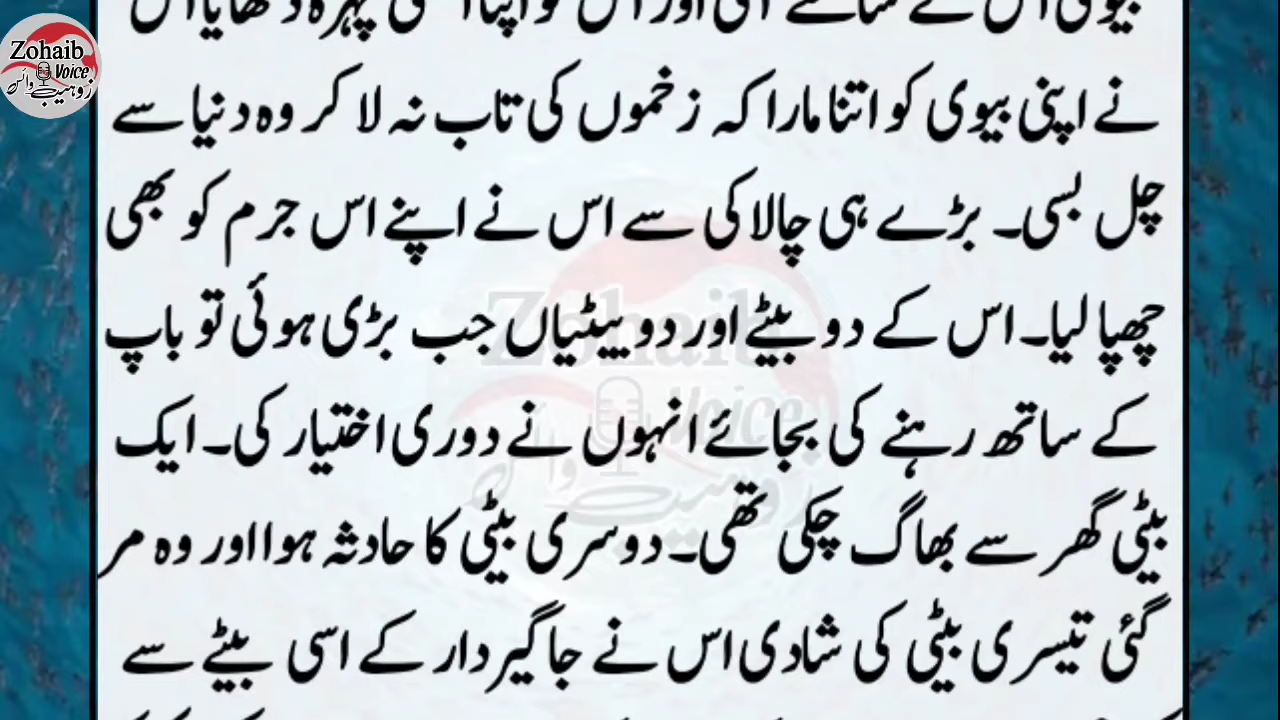 Zohaib
Voice
زوہیب وائس
نے اپنی بیوی کو اتنا مارا کہ زخموں کی تاب نہ لا کر وہ دنیا سے
چل بسی۔ بڑے ہی چالاکی سے اس نے اپنے اس جرم کو بھی
چھپا لیا۔ اس کے دو بیٹے اور دو بیٹیاں جب بڑی ہوئی تو باپ
کے ساتھ رہنے کی بجائے انہوں نے دوری اختیار کی۔ ایک
بیٹی گھر سے بھاگ چکی تھی۔ دوسری بیٹی کا حادثہ ہوا اور وہ مر
گئی تیسری بیٹی کی شادی اس نے جاگیردار کے اسی بیٹے سے